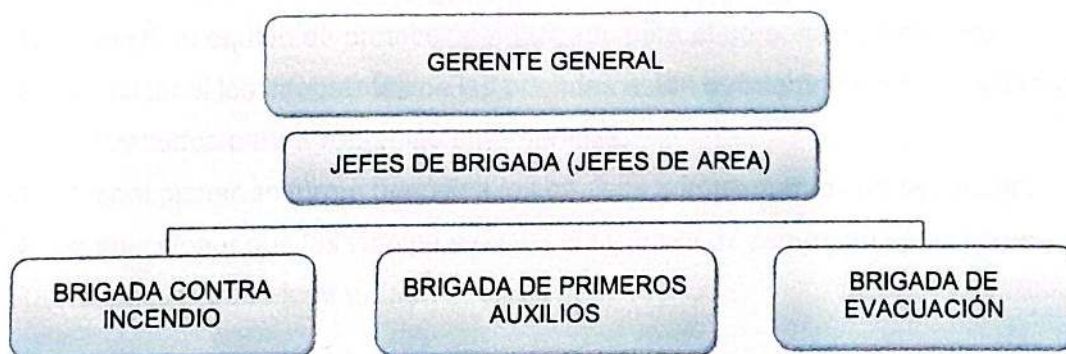 GERENTE GENERAL
JEFES DE BRIGADA (JEFES DE AREA)
BRIGADA CONTRA
INCENDIO
BRIGADA DE PRIMEROS
AUXILIOS
BRIGADA DE
EVACUACIÓN